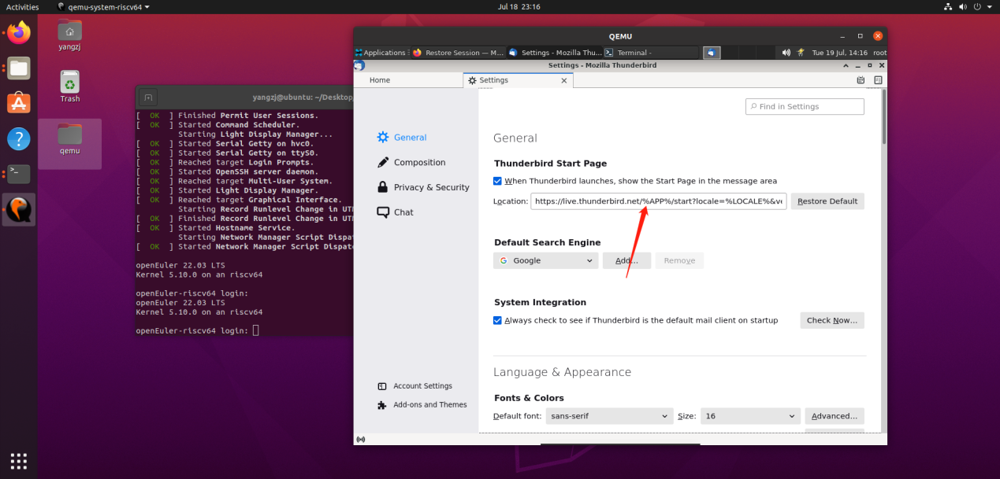 Activities
qemu-system-riscv64
Jul 18 23:16
yangzj
Trash
qemu
yangzj@ubuntu: ~/Desktop/
[ OK ] Finished Permit User Sessions.
[ OK ] Started Command Scheduler.
Starting Light Display Manager...
[ OK ] Started Serial Getty on hvc0.
[ OK ] Started Serial Getty on ttyS0.
[ OK ] Reached target Login Prompts.
[ OK ] Started OpenSSH server daemon.
[ OK ] Reached target Multi-User System.
[ OK ] Started Light Display Manager.
[ OK ] Reached target Graphical Interface.
Starting Record Runlevel Change in UTM
[ OK ] Finished Record Runlevel Change in UTM
[ OK ] Started Hostname Service.
Starting Network Manager Script Dispat
[ OK ] Started Network Manager Script Dispat
openEuler 22.03 LTS
Kernel 5.10.0 on an riscv64
openEuler-riscv64 login:
openEuler 22.03 LTS
Kernel 5.10.0 on an riscv64
openEuler-riscv64 login:
QEMU
Applications
Restore Session — M...
Settings - Mozilla Thu...
Terminal -
Tue 19 Jul, 14:16
root
Settings - Mozilla Thunderbird
Home
Settings
Find in Settings
General
Composition
Privacy & Security
Chat
Account Settings
Add-ons and Themes
General
Thunderbird Start Page
When Thunderbird launches, show the Start Page in the message area
Location:
https://live.thunderbird.net/%APP%/start?locale=%LOCALE%&ve
Restore Default
Default Search Engine
Google
Add...
Remove
System Integration
Always check to see if Thunderbird is the default mail client on startup
Check Now...
Language & Appearance
Fonts & Colors
Default font:
sans-serif
Size:
16
Advanced...